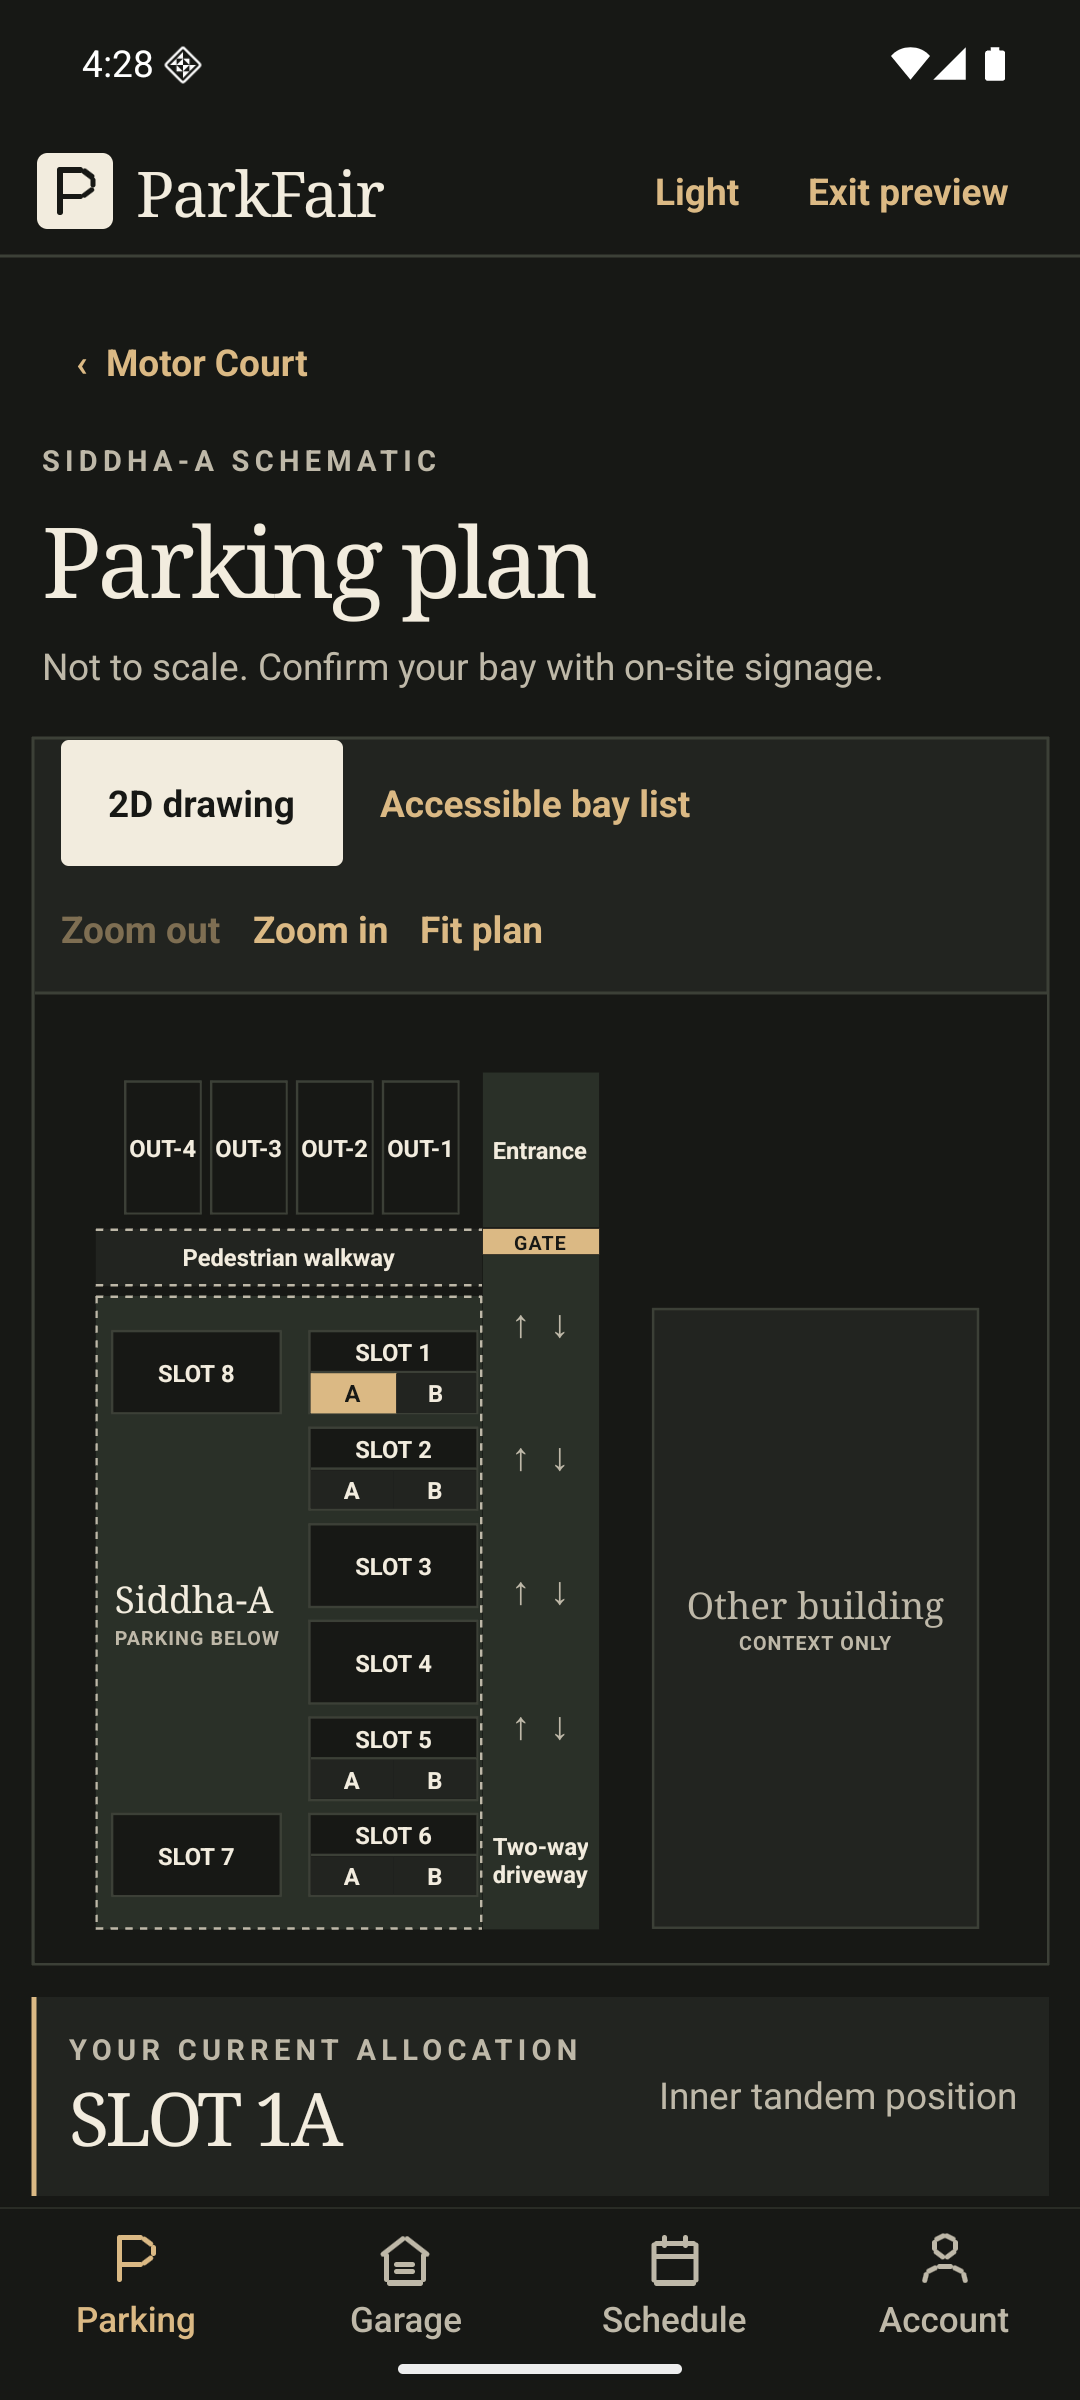 4:28
ParkFair
Light
Exit preview
‹ Motor Court
SIDDHA-A SCHEMATIC
Parking plan
Not to scale. Confirm your bay with on-site signage.
2D drawing
Accessible bay list
Zoom out
Zoom in
Fit plan
OUT-4
OUT-3
OUT-2
OUT-1
Entrance
GATE
Pedestrian walkway
↑ ↓
SLOT 8
SLOT 1
A B
SLOT 2
A B
↑ ↓
SLOT 3
↑ ↓
Siddha-A
PARKING BELOW
Other building
CONTEXT ONLY
SLOT 4
SLOT 5
A B
↑ ↓
SLOT 7
SLOT 6
A B
Two-way
driveway
YOUR CURRENT ALLOCATION
SLOT 1A
Inner tandem position
Parking
Garage
Schedule
Account